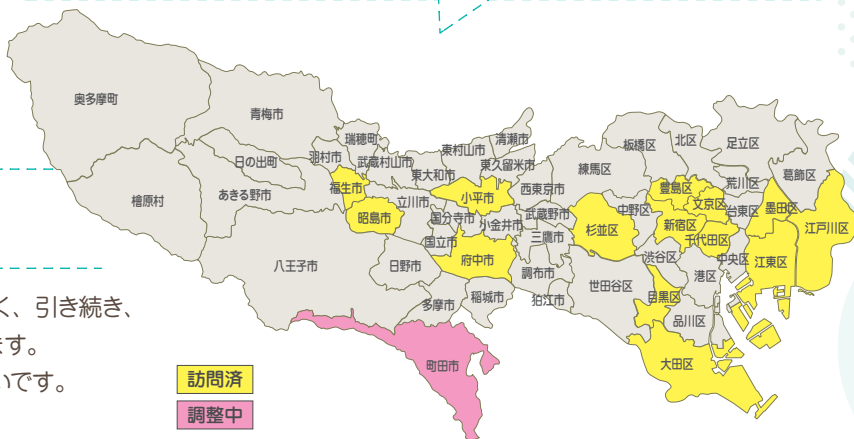 奥多摩町
青梅市
瑞穂町
羽村市
日の出町
武蔵村山市
東村山市
清瀬市
東久留米市
東大和市
檜原村
あきる野市
福生市
昭島市
立川市
小平市
西東京市
国分寺市
小金井市
武蔵野市
国立市
府中市
三鷹市
調布市
狛江市
八王子市
日野市
多摩市
稲城市
町田市
練馬区
板橋区
北区
足立区
葛飾区
荒川区
豊島区
文京区
台東区
墨田区
江戸川区
杉並区
中野区
新宿区
千代田区
中央区
江東区
渋谷区
港区
世田谷区
目黒区
品川区
大田区
く、引き続き、
ます。
いです。
訪問済
調整中